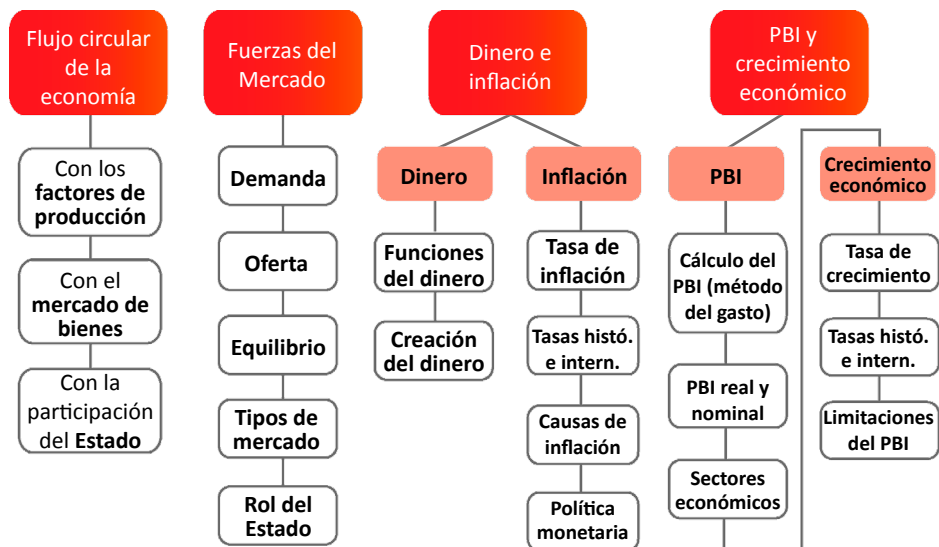 Flujo circular
de la
economía
Con los
factores de
producción
Con el
mercado de
bienes
Con la
participación
del Estado
Fuerzas del
Mercado
Demanda
Oferta
Equilibrio
Tipos de
mercado
Rol del
Estado
Dinero e
inflación
Dinero
Funciones
del dinero
Creación
del dinero
Inflación
Tasa de
inflación
Tasas histó.
e intern.
Causas de
inflación
Política
monetaria
PBI y
crecimiento
económico
PBI
Cálculo del
PBI (método
del gasto)
PBI real y
nominal
Sectores
económicos
Crecimiento
económico
Tasa de
crecimiento
Tasas histó.
e intern.
Limitaciones
del PBI